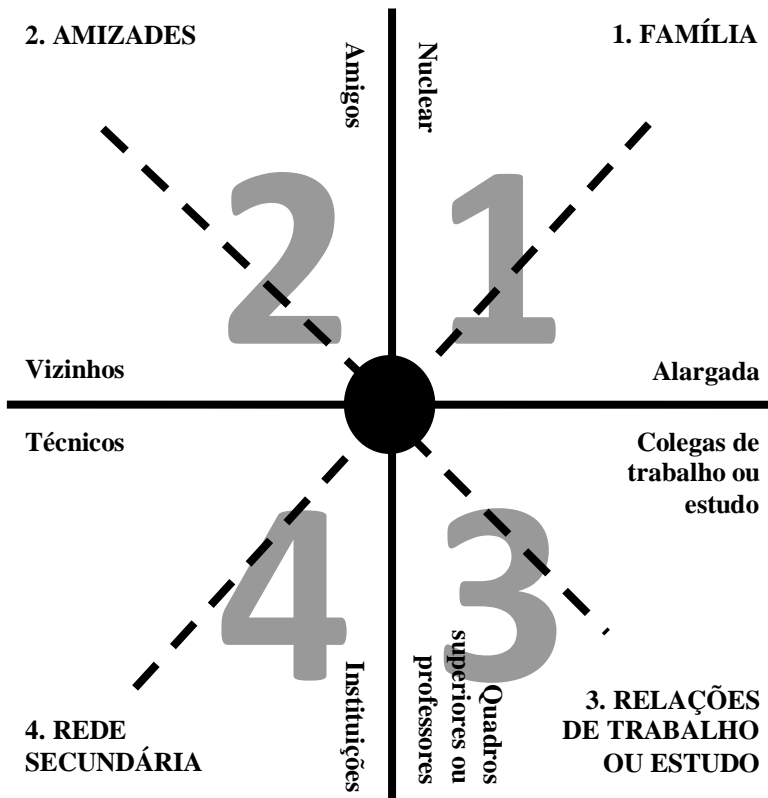 2. AMIZADES
1. FAMÍLIA
Amigos
Nuclear
2
1
Vizinhos
Alargada
Técnicos
Colegas de
trabalho ou
estudo
4
3
Instituições
Quadros
superiores ou
professores
4. REDE
SECUNDÁRIA
3. RELAÇÕES
DE TRABALHO
OU ESTUDO